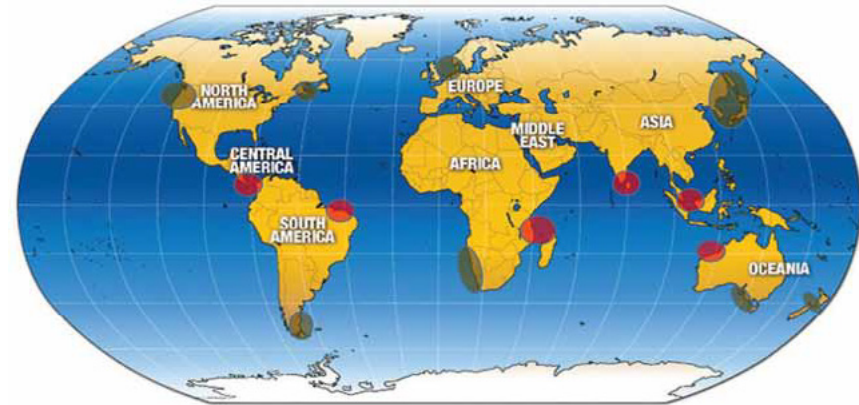 NORTH
AMERICA
EUROPE
ASIA
MIDDLE
EAST
CENTRAL
AMERICA
AFRICA
SOUTH
AMERICA
OCEANIA